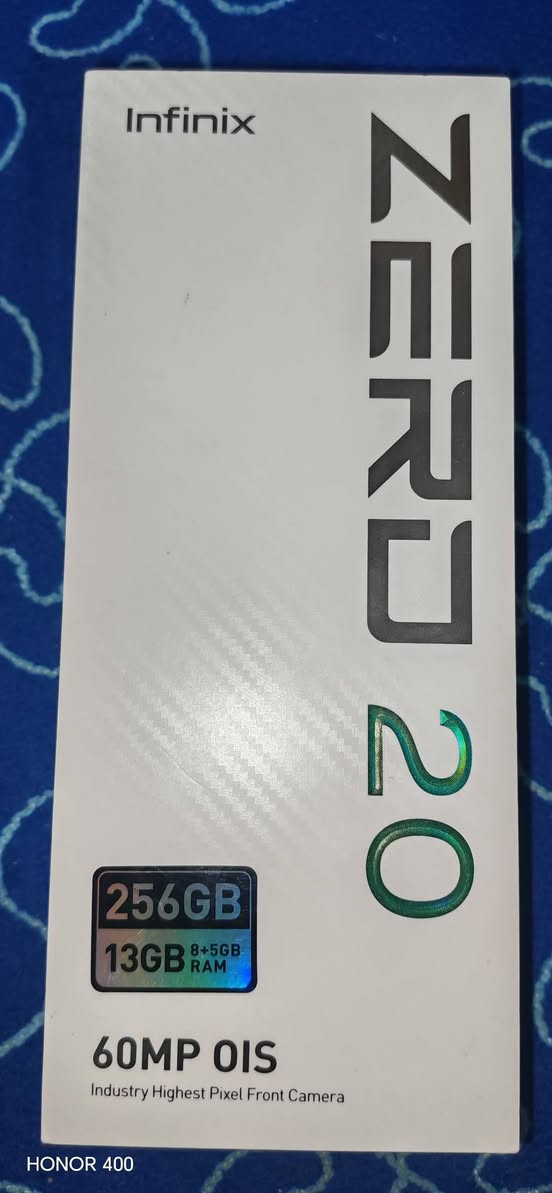 Infinix
ZERO 20
256GB
13GB 8+5GB RAM
60MP OIS
Industry Highest Pixel Front Camera
HONOR 400